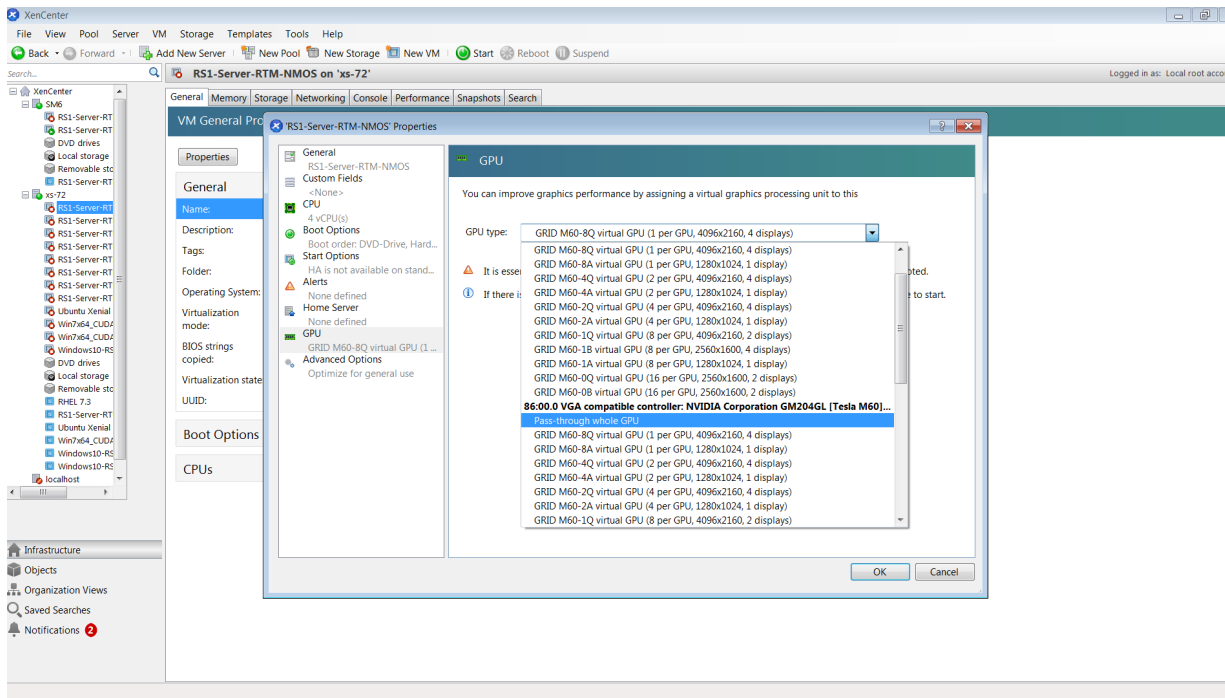 XenCenter
File View Pool Server VM Storage Templates Tools Help
Back Forward Add New Server New Pool New Storage New VM Start Reboot Suspend
Search...
RS1-Server-RTM-NMOS on 'xs-72'
Logged in as: Local root acco
XenCenter
SM6
RS1-Server-RT
RS1-Server-RT
DVD drives
Local storage
Removable sto
RS1-Server-RT
xs-72
RS1-Server-RT
RS1-Server-RT
RS1-Server-RT
RS1-Server-RT
RS1-Server-RT
RS1-Server-RT
RS1-Server-RT
RS1-Server-RT
Ubuntu Xenial
Win7x64_CUDA
Win7x64_CUDA
Windows10-RS
DVD drives
Local storage
Removable sto
RHEL 7.3
RS1-Server-RT
Ubuntu Xenial
Win7x64_CUDA
Windows10-RS
Windows10-RS
localhost
Infrastructure
Objects
Organization Views
Saved Searches
Notifications 2
General Memory Storage Networking Console Performance Snapshots Search
VM General Pro
Properties
General
Name:
Description:
Tags:
Folder:
Operating System:
Virtualization
mode:
BIOS strings
copied:
Virtualization state
UUID:
Boot Options
CPUs
'RS1-Server-RTM-NMOS' Properties
General
RS1-Server-RTM-NMOS
Custom Fields
<None>
CPU
4 vCPU(s)
Boot Options
Boot order: DVD-Drive, Hard...
Start Options
HA is not available on stand...
Alerts
None defined
Home Server
None defined
GPU
GRID M60-8Q virtual GPU (1 ...
Advanced Options
Optimize for general use
GPU
You can improve graphics performance by assigning a virtual graphics processing unit to this
GPU type: GRID M60-8Q virtual GPU (1 per GPU, 4096x2160, 4 displays)
It is esse
pted.
If there i
e to start.
GRID M60-8Q virtual GPU (1 per GPU, 4096x2160, 4 displays)
GRID M60-8A virtual GPU (1 per GPU, 1280x1024, 1 display)
GRID M60-4Q virtual GPU (2 per GPU, 4096x2160, 4 displays)
GRID M60-4A virtual GPU (2 per GPU, 1280x1024, 1 display)
GRID M60-2Q virtual GPU (4 per GPU, 4096x2160, 4 displays)
GRID M60-2A virtual GPU (4 per GPU, 1280x1024, 1 display)
GRID M60-1Q virtual GPU (8 per GPU, 4096x2160, 2 displays)
GRID M60-1B virtual GPU (8 per GPU, 2560x1600, 4 displays)
GRID M60-1A virtual GPU (8 per GPU, 1280x1024, 1 display)
GRID M60-0Q virtual GPU (16 per GPU, 2560x1600, 2 displays)
GRID M60-0B virtual GPU (16 per GPU, 2560x1600, 2 displays)
86:00.0 VGA compatible controller: NVIDIA Corporation GM204GL [Tesla M60]...
Pass-through whole GPU
GRID M60-8Q virtual GPU (1 per GPU, 4096x2160, 4 displays)
GRID M60-8A virtual GPU (1 per GPU, 1280x1024, 1 display)
GRID M60-4Q virtual GPU (2 per GPU, 4096x2160, 4 displays)
GRID M60-4A virtual GPU (2 per GPU, 1280x1024, 1 display)
GRID M60-2Q virtual GPU (4 per GPU, 4096x2160, 4 displays)
GRID M60-2A virtual GPU (4 per GPU, 1280x1024, 1 display)
GRID M60-1Q virtual GPU (8 per GPU, 4096x2160, 2 displays)
OK Cancel